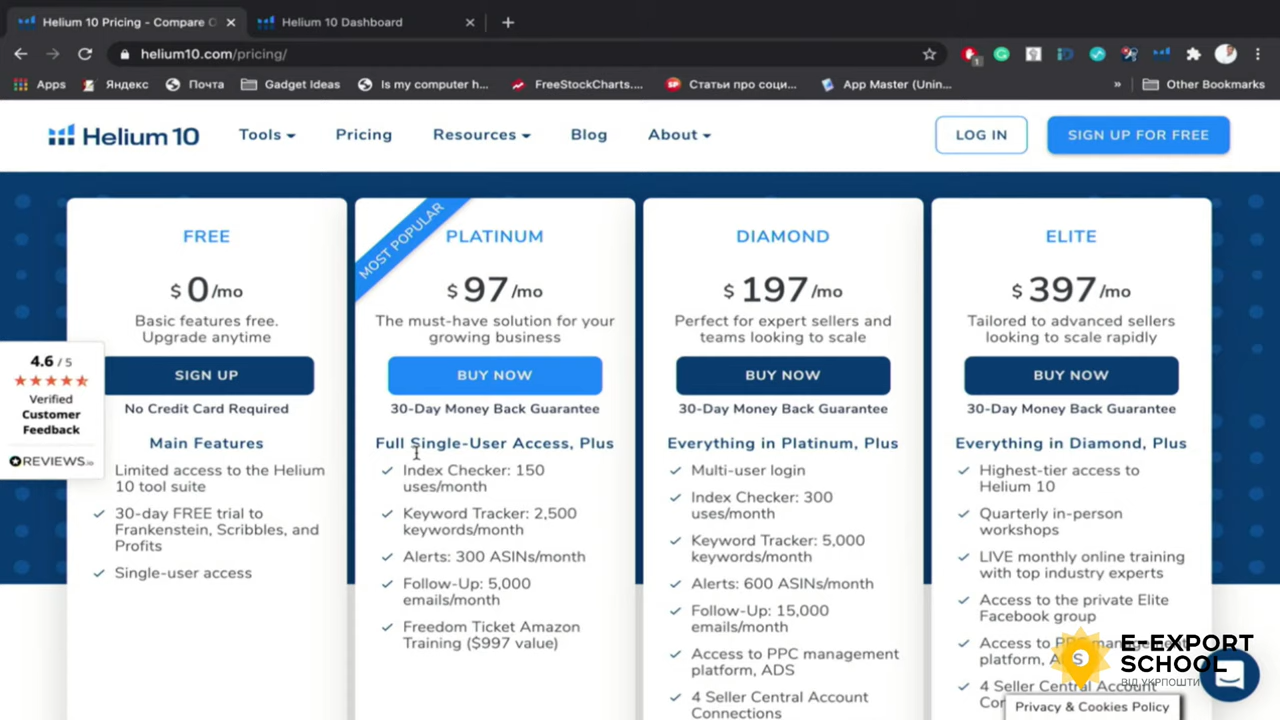 Helium 10 Pricing - Compare O
Helium 10 Dashboard
helium10.com/pricing/
1
Apps
Яндекс
Почта
Gadget Ideas
Is my computer h...
FreeStockCharts....
SP
Статьи про соци...
App Master (Unin...
»
Other Bookmarks
Helium 10
Tools
Pricing
Resources
Blog
About
LOG IN
SIGN UP FOR FREE
FREE
$ 0/mo
Basic features free.
Upgrade anytime
SIGN UP
No Credit Card Required
Main Features
Limited access to the Helium
10 tool suite
30-day FREE trial to
Frankenstein, Scribbles, and
Profits
Single-user access
4.6 / 5
Verified
Customer
Feedback
REVIEWS.io
MOST POPULAR
PLATINUM
$ 97/mo
The must-have solution for your
growing business
BUY NOW
30-Day Money Back Guarantee
Full Single-User Access, Plus
Index Checker: 150
uses/month
Keyword Tracker: 2,500
keywords/month
Alerts: 300 ASINs/month
Follow-Up: 5,000
emails/month
Freedom Ticket Amazon
Training ($997 value)
DIAMOND
$ 197/mo
Perfect for expert sellers and
teams looking to scale
BUY NOW
30-Day Money Back Guarantee
Everything in Platinum, Plus
Multi-user login
Index Checker: 300
uses/month
Keyword Tracker: 5,000
keywords/month
Alerts: 600 ASINs/month
Follow-Up: 15,000
emails/month
Access to PPC management
platform, ADS
4 Seller Central Account
Connections
ELITE
$ 397/mo
Tailored to advanced sellers
looking to scale rapidly
BUY NOW
30-Day Money Back Guarantee
Everything in Diamond, Plus
Highest-tier access to
Helium 10
Quarterly in-person
workshops
LIVE monthly online training
with top industry experts
Access to the private Elite
Facebook group
Access to PPC management
platform, ADS
4 Seller Central Account
E-EXPORT
SCHOOL
ВІД УКРПОШТИ
Privacy & Cookies Policy